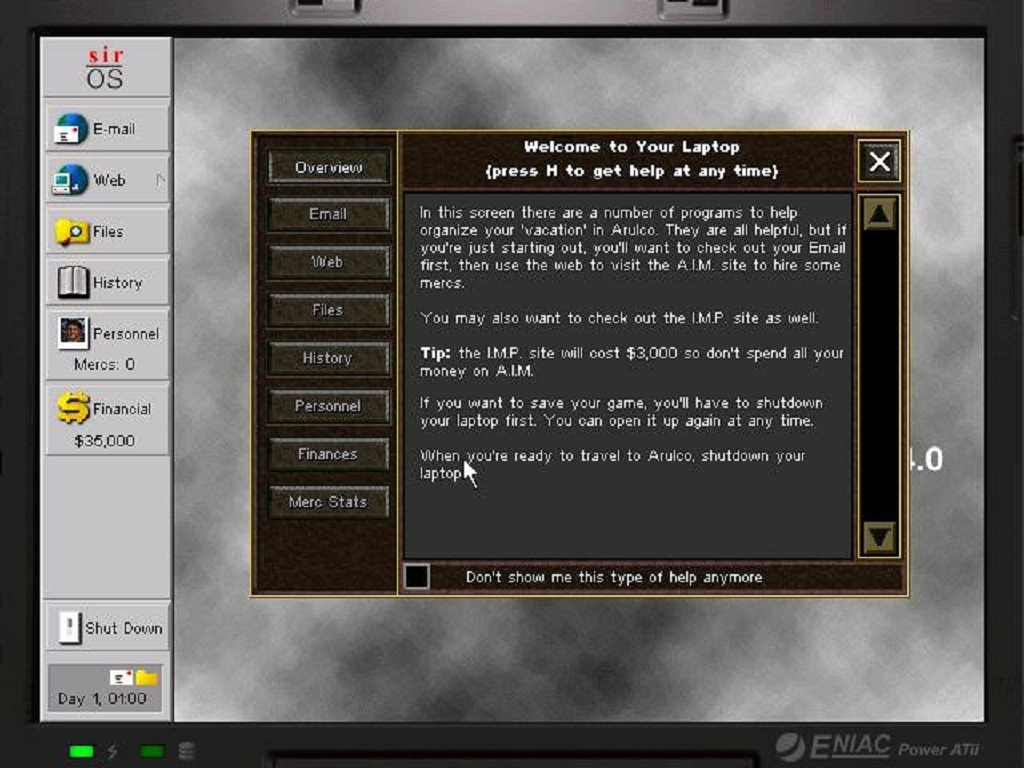 sir
OS
E-mail
Web
Files
History
Personnel
Mercs: 0
Financial
$35,000
Shut Down
Day 1, 01:00
Overview
Email
Web
Files
History
Personnel
Finances
Merc Stats
Welcome to Your Laptop
(press H to get help at any time)
In this screen there are a number of programs to help
organize your 'vacation' in Arulco. They are all helpful, but if
you're just starting out, you'll want to check out your Email
first, then use the web to visit the A.I.M. site to hire some
mercs.
You may also want to check out the I.M.P. site as well.
Tip: the I.M.P. site will cost $3,000 so don't spend all your
money on A.I.M.
If you want to save your game, you'll have to shutdown
your laptop first. You can open it up again at any time.
When you're ready to travel to Arulco, shutdown your
laptop
Don't show me this type of help anymore
.0
ENIAC Power ATii